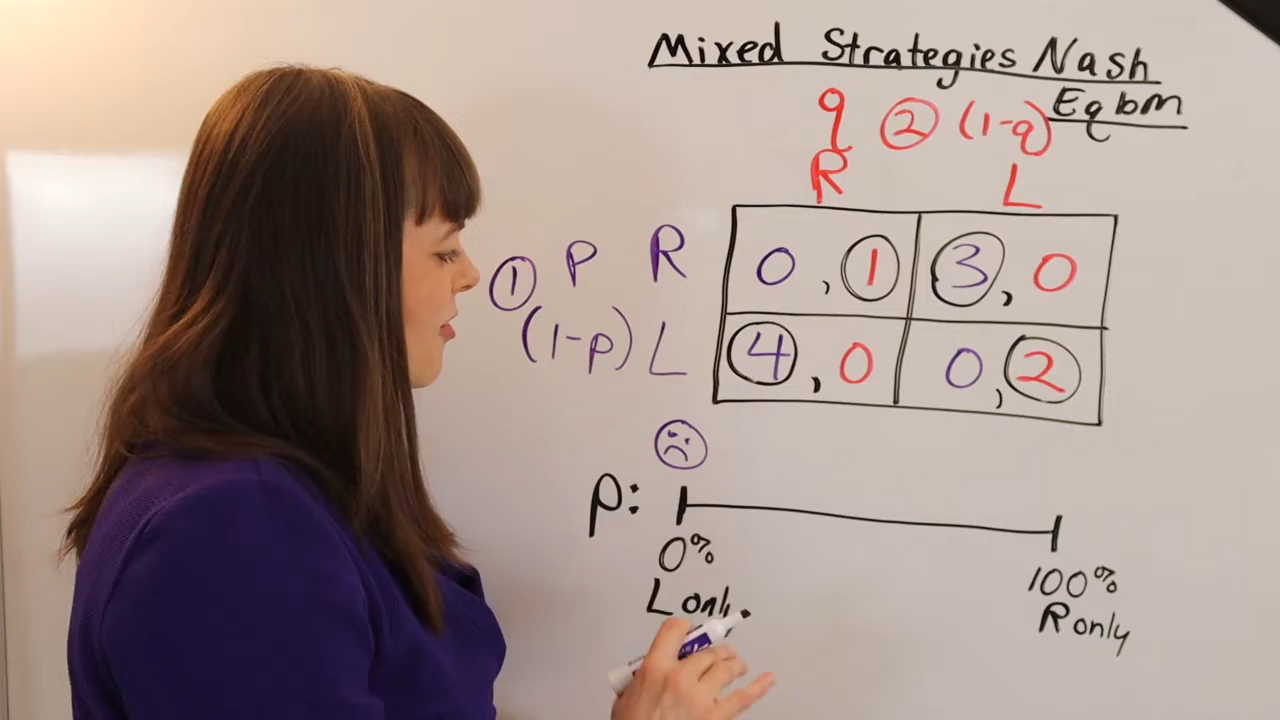 Mixed Strategies Nash
Eqbm
q ② (1-q)
R L
① p R 0, 1 3, 0
(1-p) L 4, 0 0, 2
p:
0% 100%
L only R only